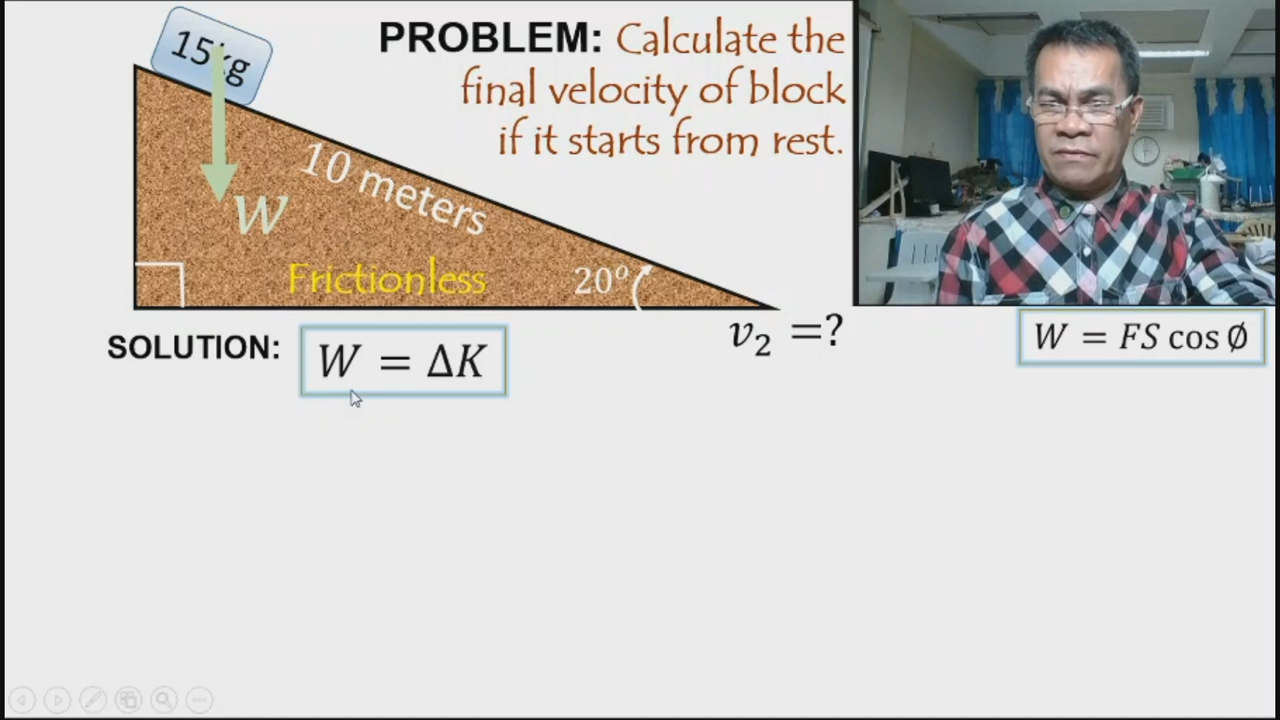 15kg
PROBLEM: Calculate the
final velocity of block
if it starts from rest.
10 meters
W
Frictionless
20°
v₂ =?
SOLUTION:
W = ΔK
W = FS cos Ø